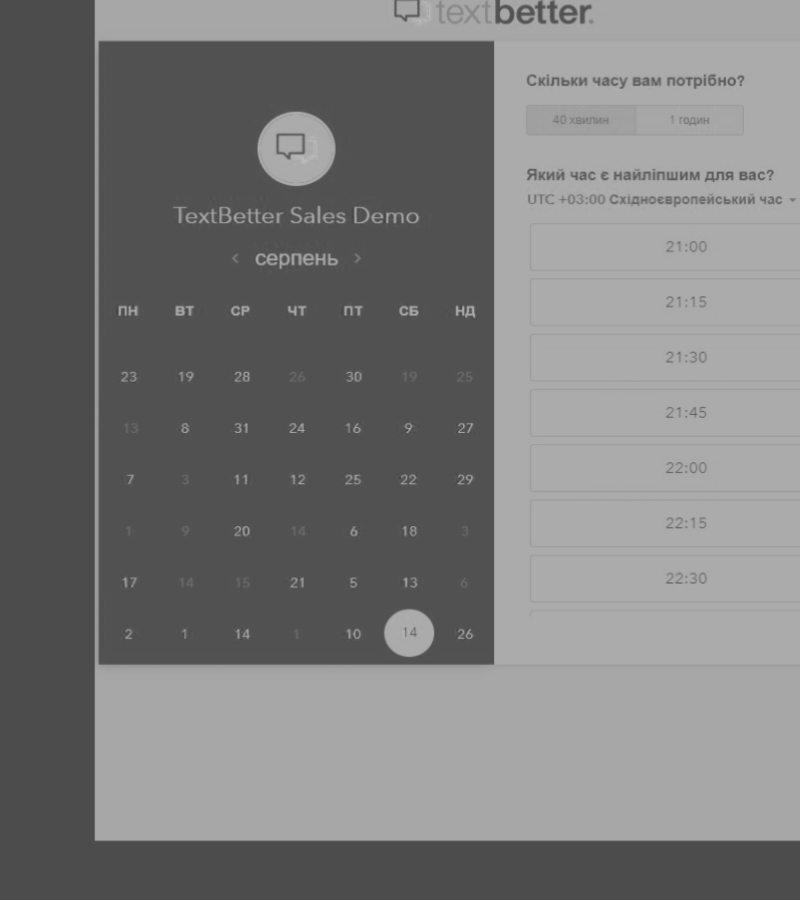 textbetter.
TextBetter Sales Demo
‹ серпень ›
ПН ВТ СР ЧТ ПТ СБ НД
23 19 28 26 30 19 25
13 8 31 24 16 9 27
7 3 11 12 25 22 29
1 9 20 14 6 18 3
17 14 15 21 5 13 6
2 1 14 1 10 14 26
Скільки часу вам потрібно?
40 хвилин 1 годин
Який час є найліпшим для вас?
UTC +03:00 Східноєвропейський час
21:00
21:15
21:30
21:45
22:00
22:15
22:30